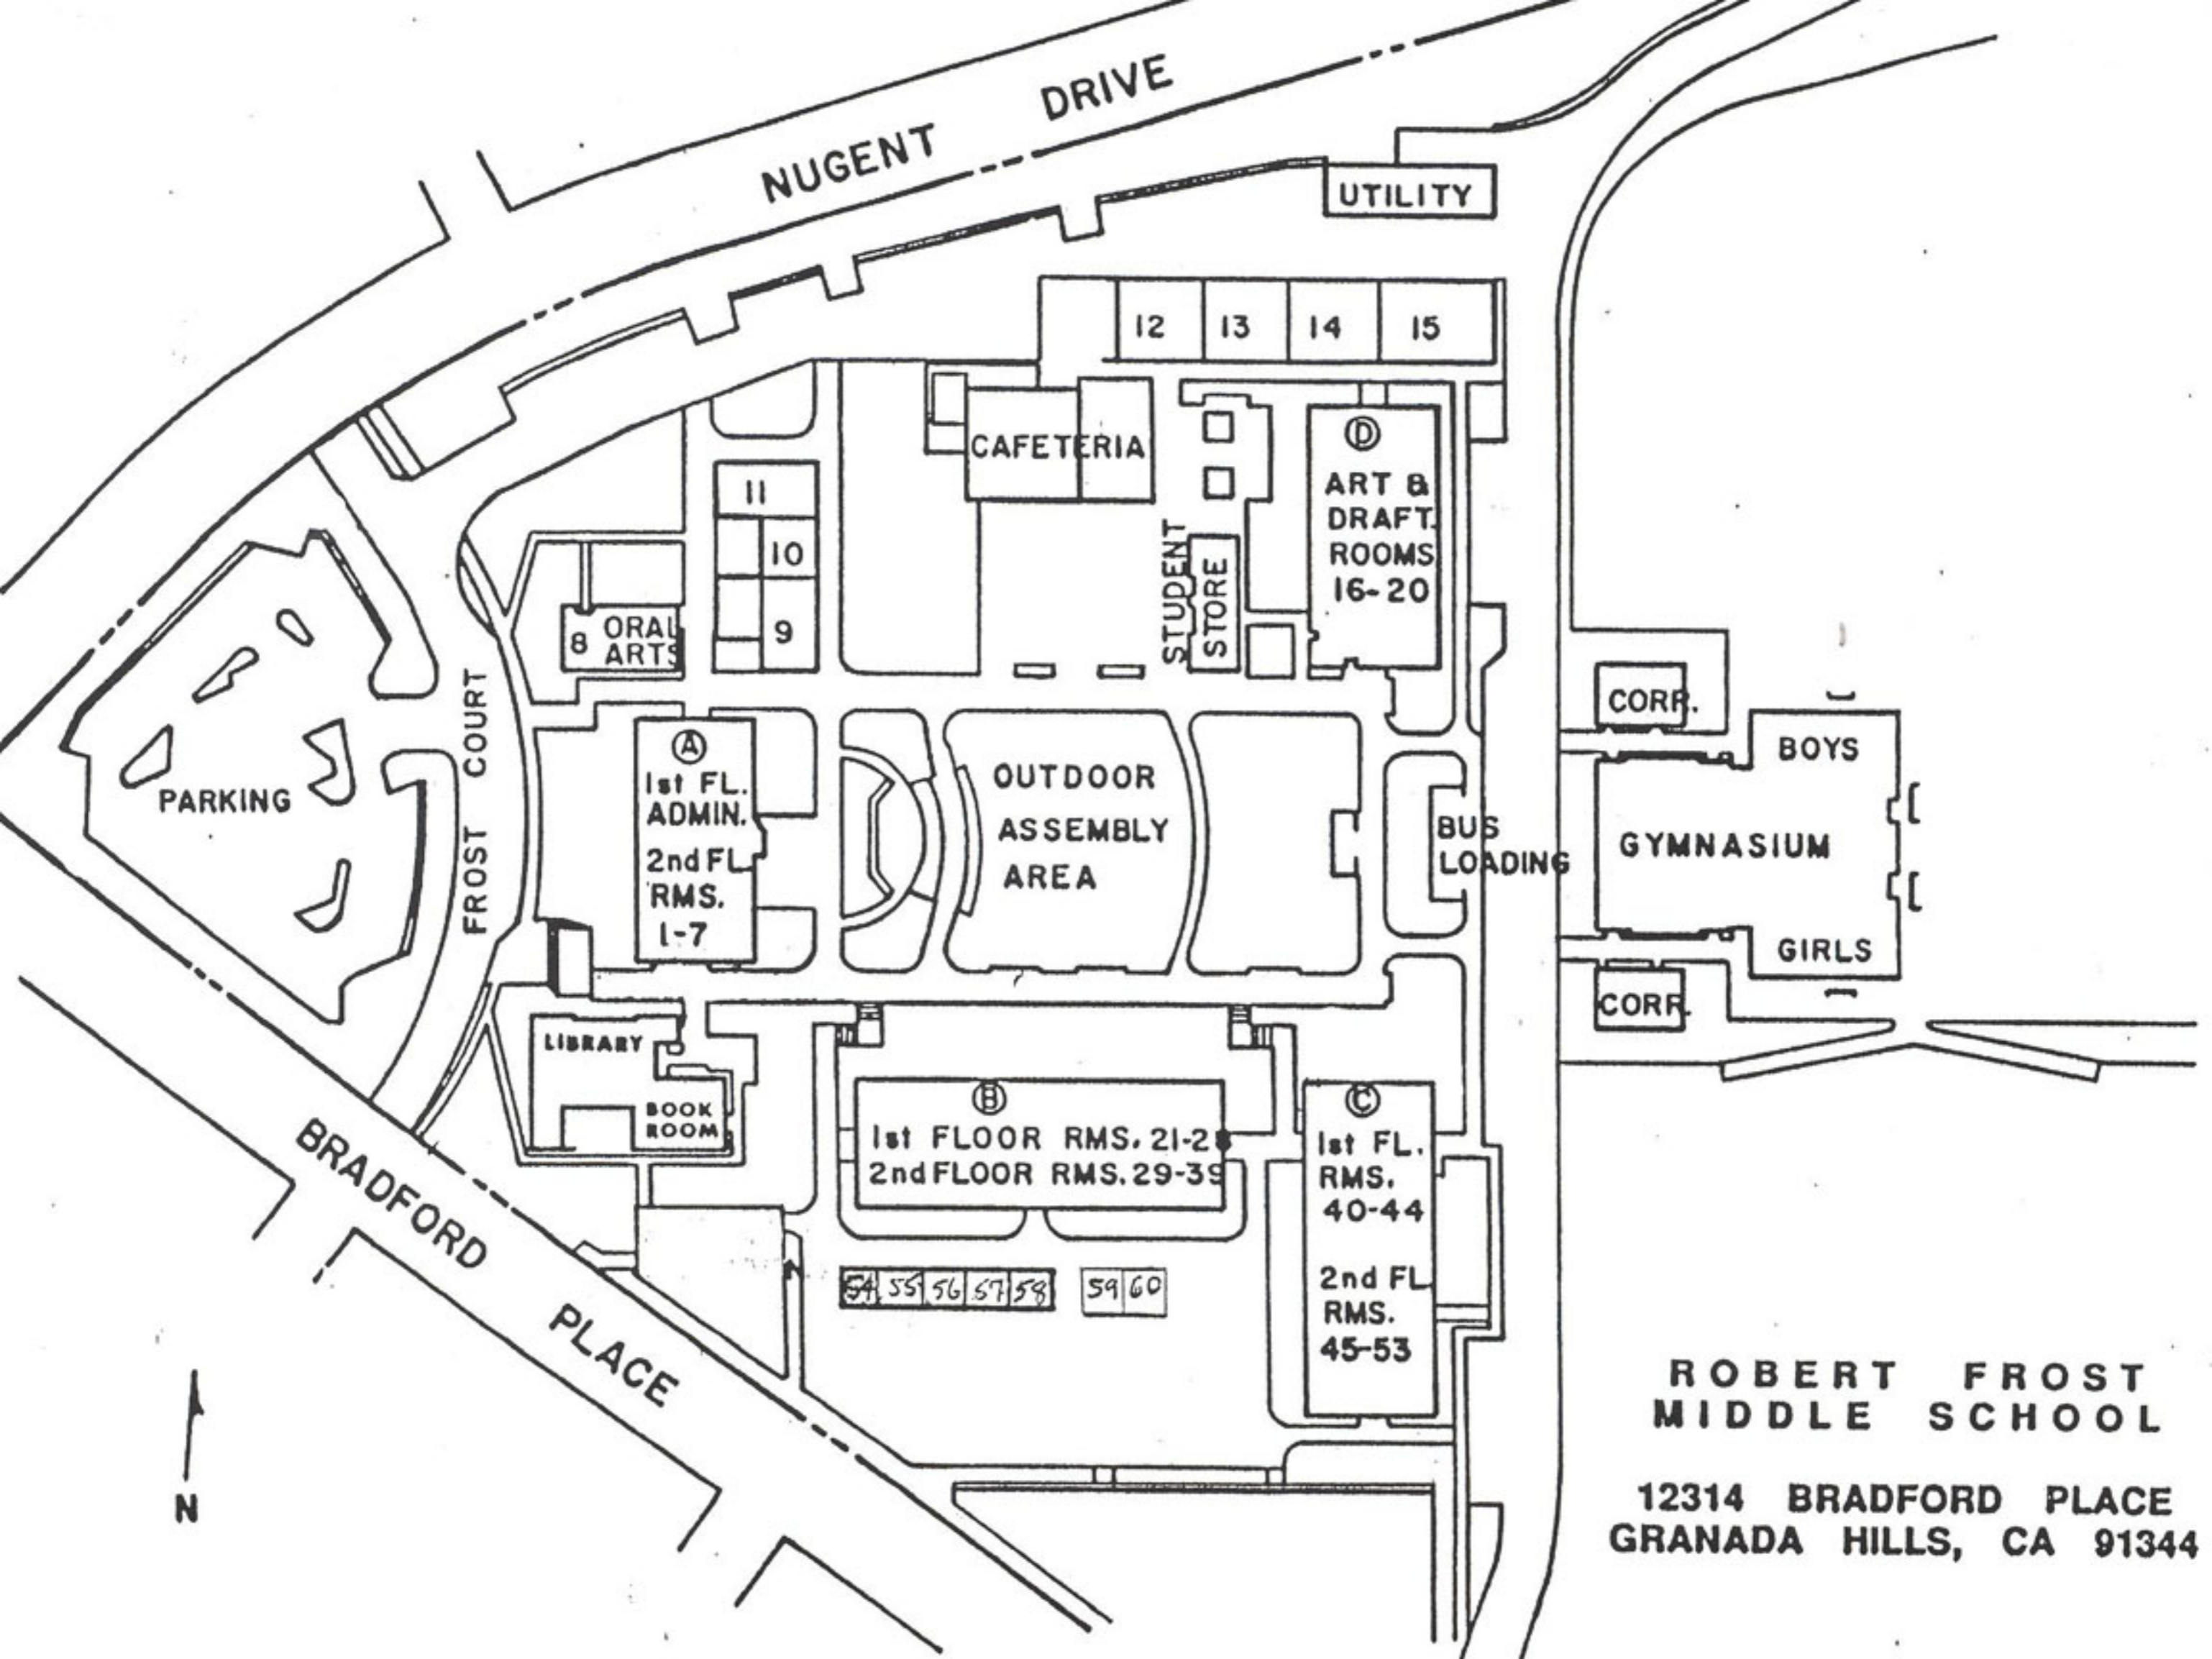 NUGENT DRIVE
UTILITY
12 13 14 15
CAFETERIA
D
ART &
DRAFT.
ROOMS
16-20
11
10
9
8 ORAL
ARTS
STUDENT
STORE
FROST COURT
PARKING
A
1st FL.
ADMIN.
2nd FL.
RMS.
1-7
OUTDOOR
ASSEMBLY
AREA
BUS
LOADING
CORR.
BOYS
GYMNASIUM
GIRLS
CORR.
LIBRARY
BOOK
ROOM
B
1st FLOOR RMS. 21-28
2nd FLOOR RMS. 29-39
C
1st FL.
RMS.
40-44
2nd FL.
RMS.
45-53
54 55 56 57 58 59 60
BRADFORD PLACE
N
ROBERT FROST
MIDDLE SCHOOL
12314 BRADFORD PLACE
GRANADA HILLS, CA 91344